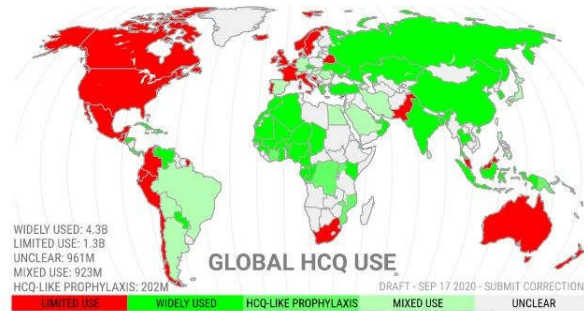 WIDELY USED: 4.3B
LIMITED USE: 1.3B
UNCLEAR: 961M
MIXED USE: 923M
HCQ-LIKE PROPHYLAXIS: 202M
GLOBAL HCQ USE
DRAFT - SEP 17 2020 - SUBMIT CORRECTION
LIMITED USE WIDELY USED HCQ-LIKE PROPHYLAXIS MIXED USE UNCLEAR